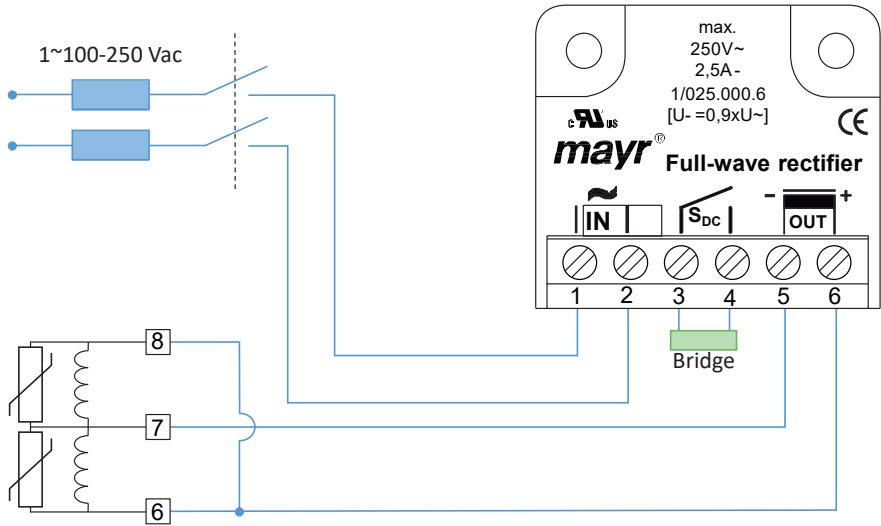 1~100-250 Vac
max.
250V~
2,5A-
1/025.000.6
[U- =0,9xU~]
c RU US
CE
mayr®
Full-wave rectifier
~
- +
IN
SDC
OUT
1 2 3 4 5 6
Bridge
8
7
6